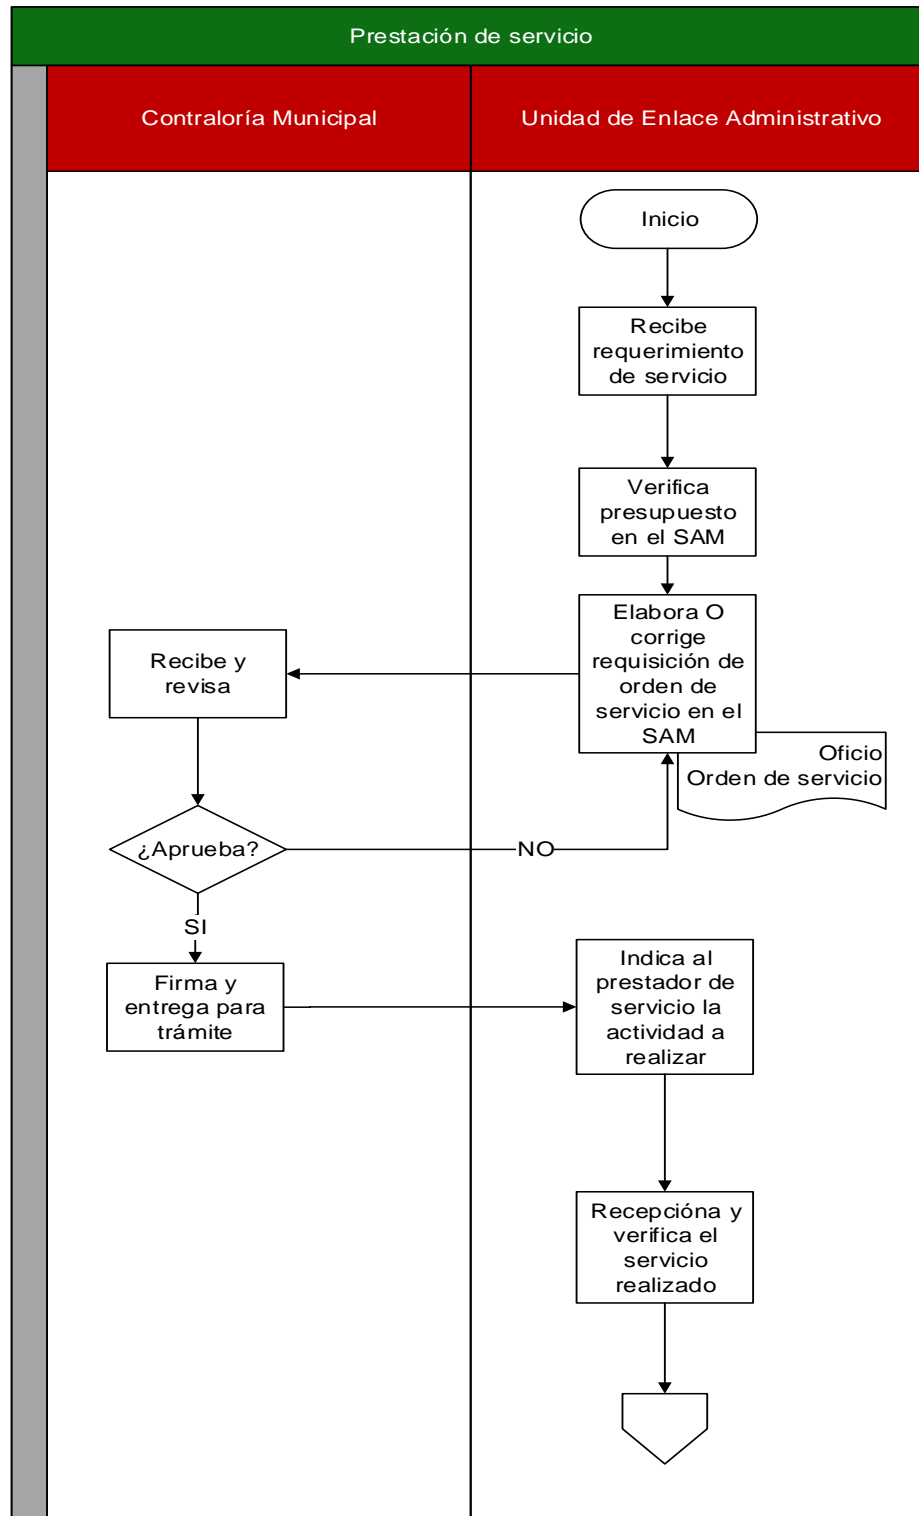 Prestación de servicio
Contraloría Municipal
Unidad de Enlace Administrativo
Inicio
Recibe
requerimiento
de servicio
Verifica
presupuesto
en el SAM
Elabora O
corrige
requisición de
orden de
servicio en el
SAM
Oficio
Orden de servicio
Recibe y
revisa
¿Aprueba?
NO
SI
Firma y
entrega para
trámite
Indica al
prestador de
servicio la
actividad a
realizar
Recepcióna y
verifica el
servicio
realizado